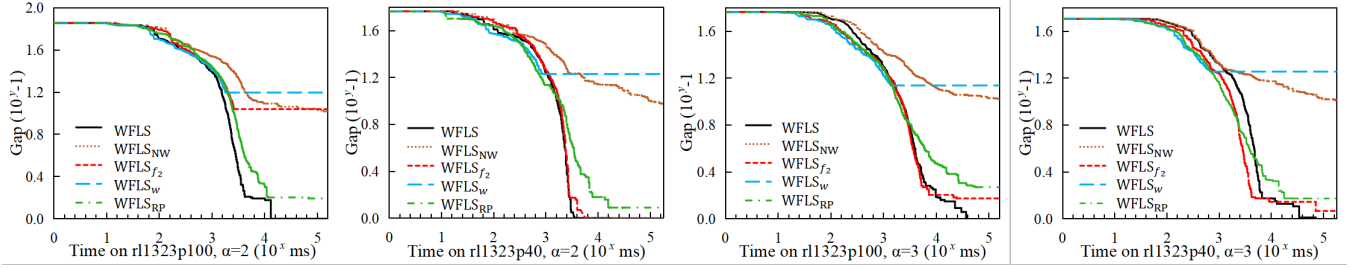 2.0
1.6
1.2
0.8
0.4
0.0
Gap (10^y-1)
WFLS
WFLS_NW
WFLS_f₂
WFLS_w
WFLS_RP
0 1 2 3 4 5
Time on rl1323p100, α=2 (10^x ms)
1.6
1.2
0.8
0.4
0.0
Gap (10^y-1)
WFLS
WFLS_NW
WFLS_f₂
WFLS_w
WFLS_RP
0 1 2 3 4 5
Time on rl1323p40, α=2 (10^x ms)
1.6
1.2
0.8
0.4
0.0
Gap (10^y-1)
WFLS
WFLS_NW
WFLS_f₂
WFLS_w
WFLS_RP
0 1 2 3 4 5
Time on rl1323p100, α=3 (10^x ms)
1.6
1.2
0.8
0.4
0.0
Gap (10^y-1)
WFLS
WFLS_NW
WFLS_f₂
WFLS_w
WFLS_RP
0 1 2 3 4 5
Time on rl1323p40, α=3 (10^x ms)